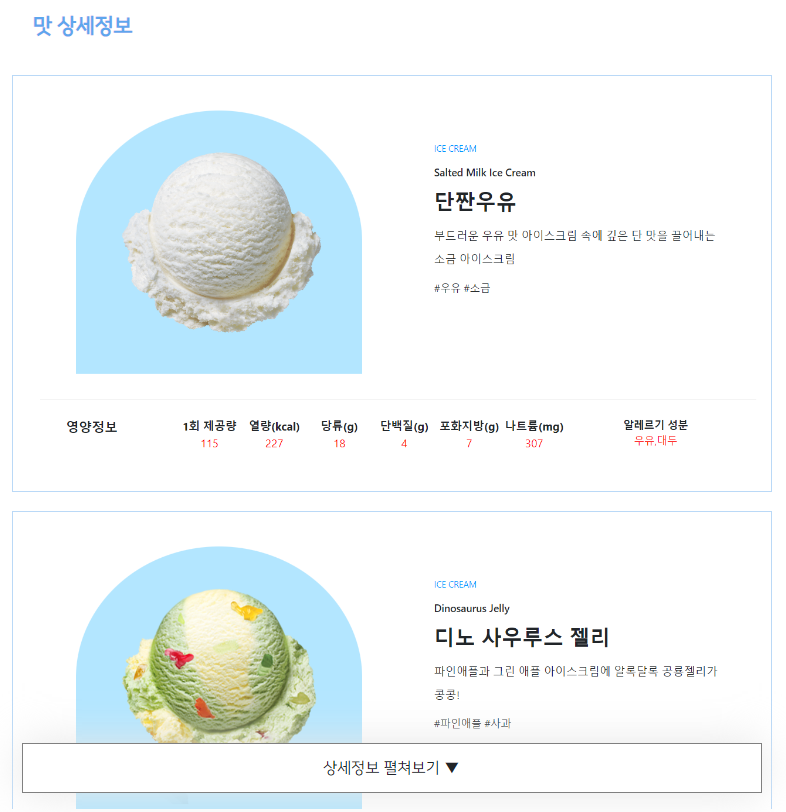 맛 상세정보
ICE CREAM
Salted Milk Ice Cream
단짠우유
부드러운 우유 맛 아이스크림 속에 깊은 단 맛을 끌어내는
소금 아이스크림
#우유 #소금
영양정보 1회 제공량 열량(kcal) 당류(g) 단백질(g) 포화지방(g) 나트륨(mg) 알레르기 성분
115 227 18 4 7 307 우유,대두
ICE CREAM
Dinosaurus Jelly
디노 사우루스 젤리
파인애플과 그린 애플 아이스크림에 알록달록 공룡젤리가
콩콩!
#파인애플 #사과
상세정보 펼쳐보기 ▼